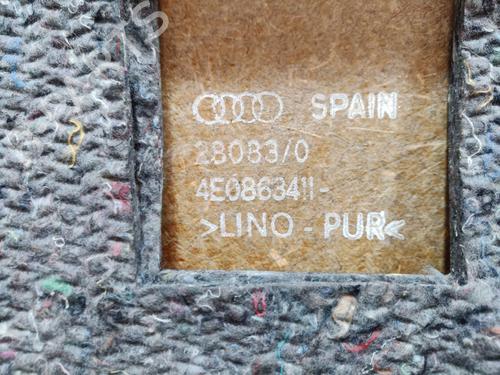 SPAIN
28083/0
4E0863411-
>LINO - PUR<